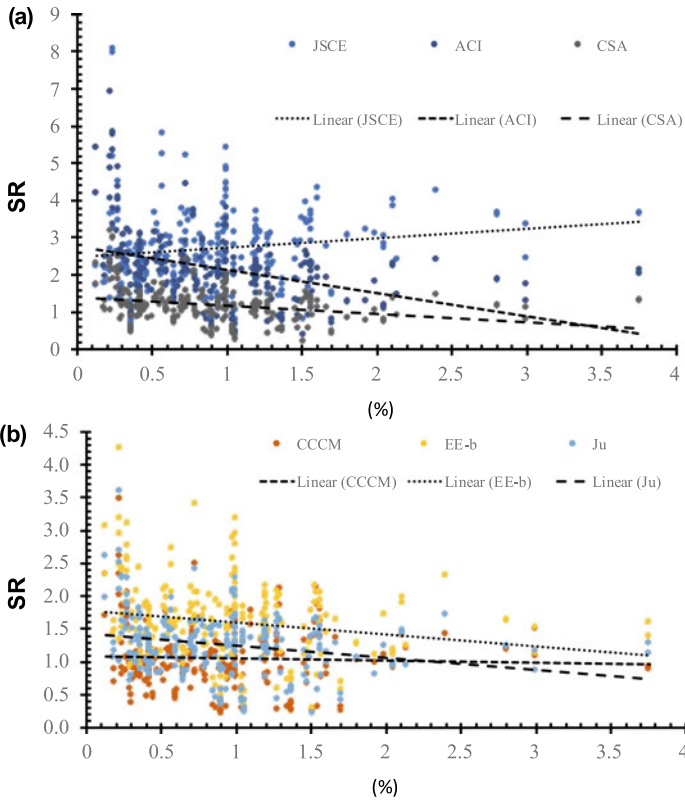 (a)
9
8
7
6
5
4
3
2
1
0
SR
JSCE ACI CSA
Linear (JSCE) Linear (ACI) Linear (CSA)
0.5 1 1.5 2 2.5 3 3.5 4
(%)
(b)
4.5
4.0
3.5
3.0
2.5
2.0
1.5
1.0
0.5
0.0
SR
CCCM EE-b Ju
Linear (CCCM) Linear (EE-b) Linear (Ju)
0 0.5 1 1.5 2 2.5 3 3.5 4
(%)